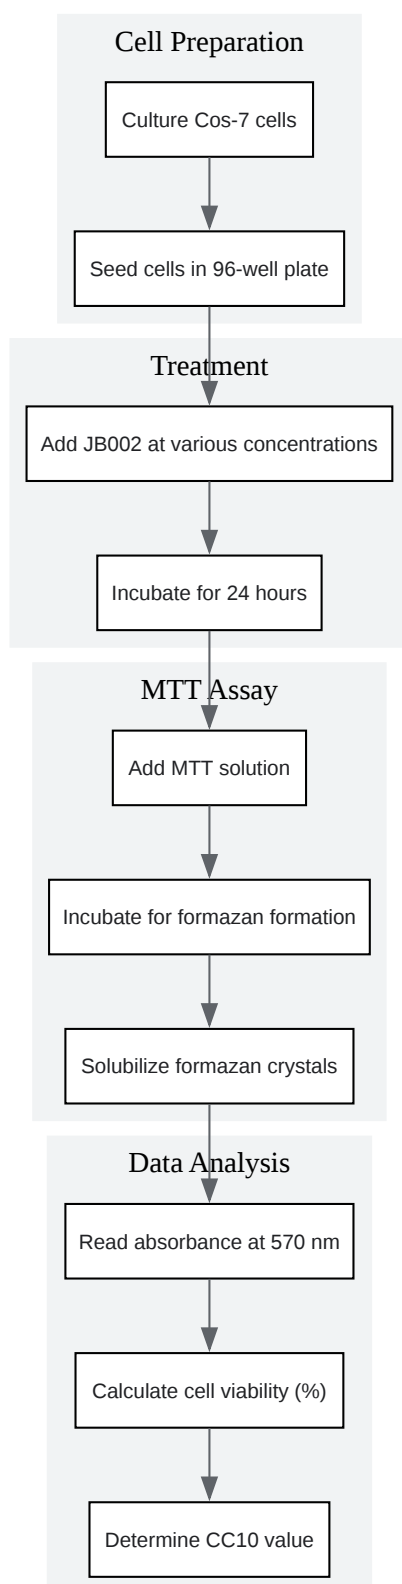 Cell Preparation
Culture Cos-7 cells
Seed cells in 96-well plate
Treatment
Add JB002 at various concentrations
Incubate for 24 hours
MTT Assay
Add MTT solution
Incubate for formazan formation
Solubilize formazan crystals
Data Analysis
Read absorbance at 570 nm
Calculate cell viability (%)
Determine CC10 value